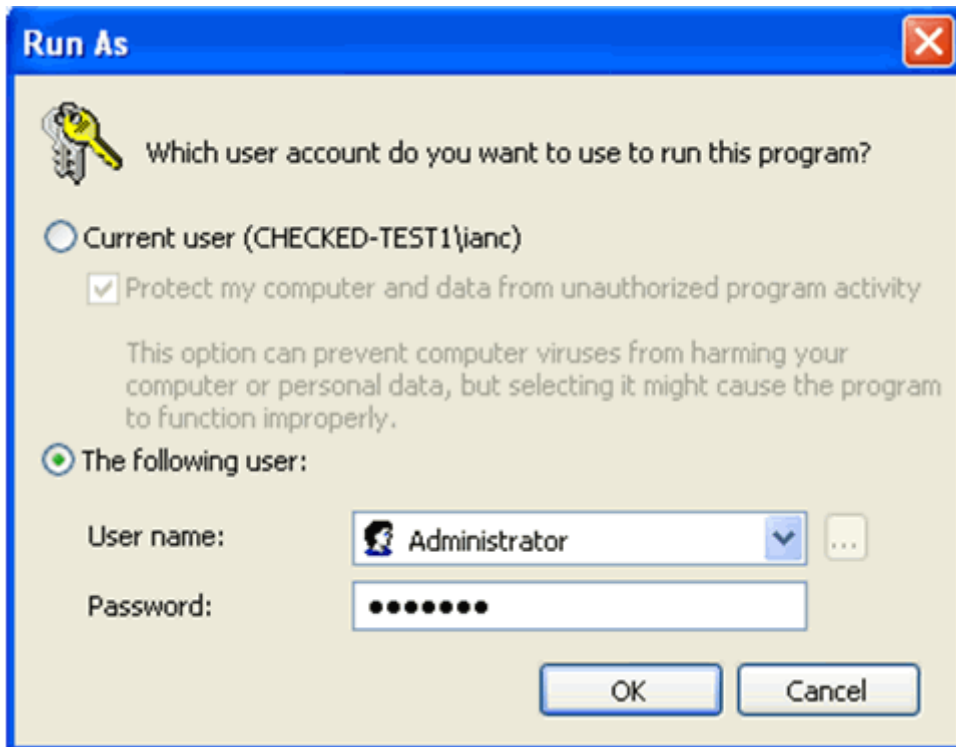 Run As
Which user account do you want to use to run this program?
Current user (CHECKED-TEST1\ianc)
Protect my computer and data from unauthorized program activity
This option can prevent computer viruses from harming your
computer or personal data, but selecting it might cause the program
to function improperly.
The following user:
User name:
Administrator
...
Password:
•••••••
OK
Cancel